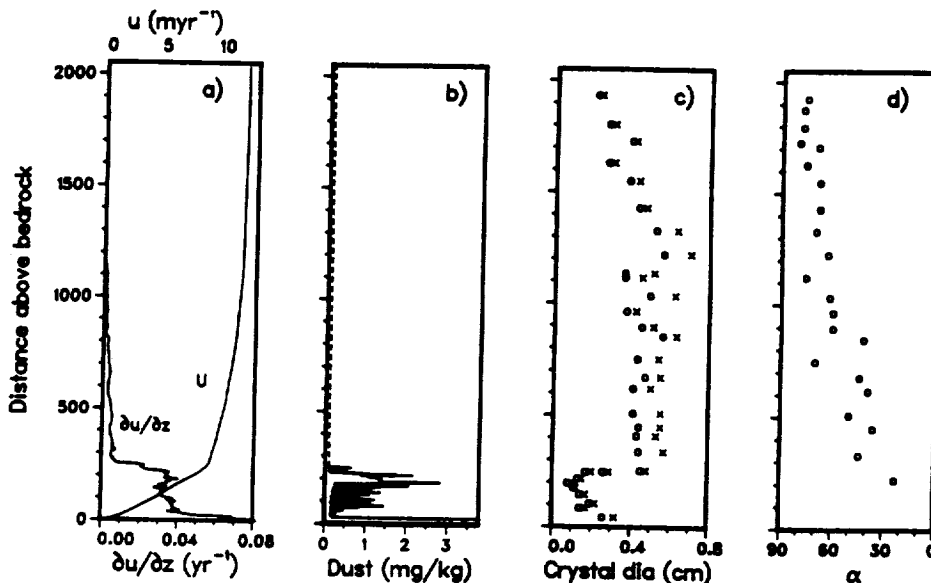 u (myr⁻¹)
0 5 10
2000
1500
1000
500
0
Distance above bedrock
a)
u
∂u/∂z
0.00 0.04 0.08
∂u/∂z (yr⁻¹)
b)
0 1 2 3
Dust (mg/kg)
c)
0.0 0.4 0.8
Crystal dia (cm)
d)
90 60 30 0
α